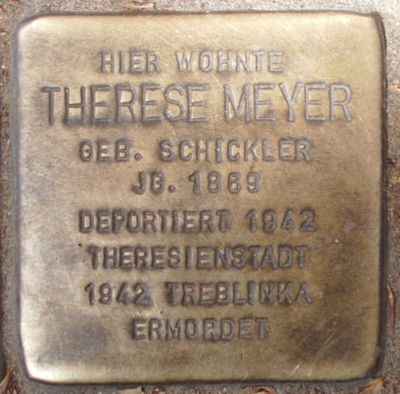 HIER WOHNTE
THERESE MEYER
GEB. SCHICKLER
JG. 1869
DEPORTIERT 1942
THERESIENSTADT
1942 TREBLINKA
ERMORDET